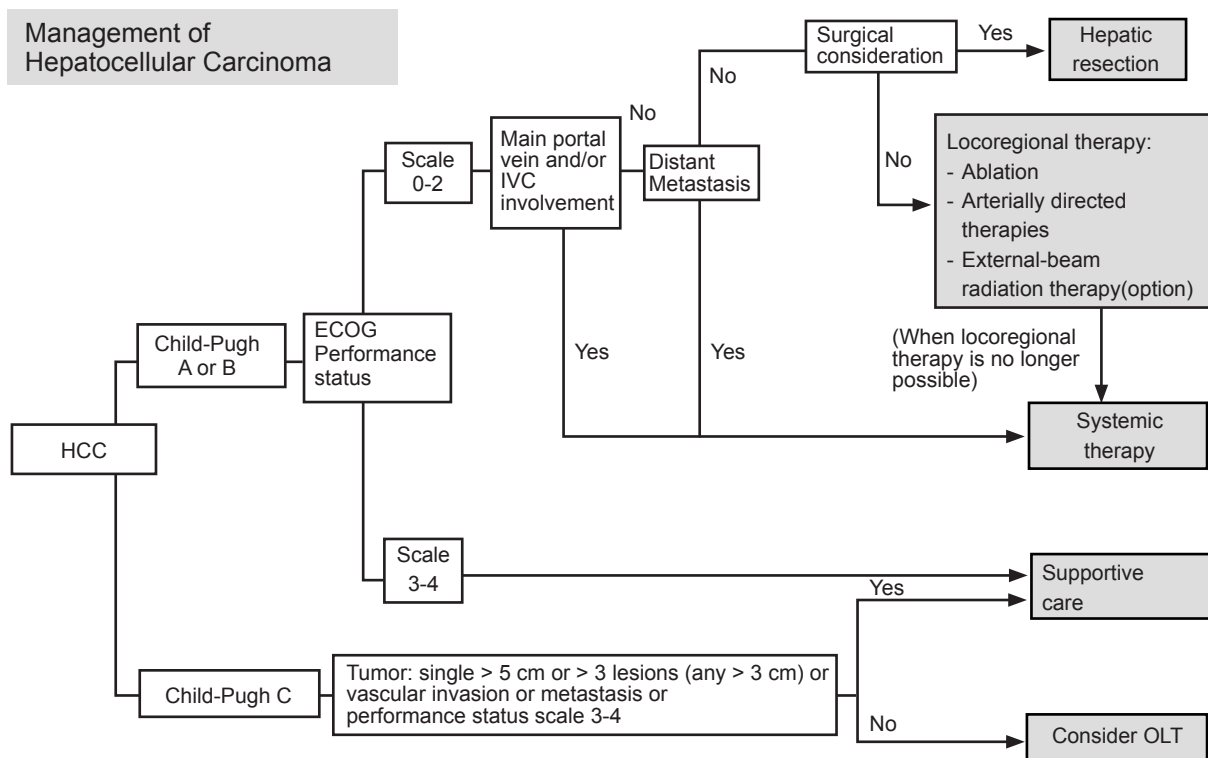 Management of
Hepatocellular Carcinoma
HCC
Child-Pugh
A or B
ECOG
Performance
status
Scale
0-2
Main portal
vein and/or
IVC
involvement
No
Distant
Metastasis
No
Surgical
consideration
Yes
Hepatic
resection
No
Locoregional therapy:
- Ablation
- Arterially directed
therapies
- External-beam
radiation therapy(option)
(When locoregional
therapy is no longer
possible)
Yes
Yes
Systemic
therapy
Scale
3-4
Supportive
care
Child-Pugh C
Tumor: single > 5 cm or > 3 lesions (any > 3 cm) or
vascular invasion or metastasis or
performance status scale 3-4
Yes
No
Consider OLT